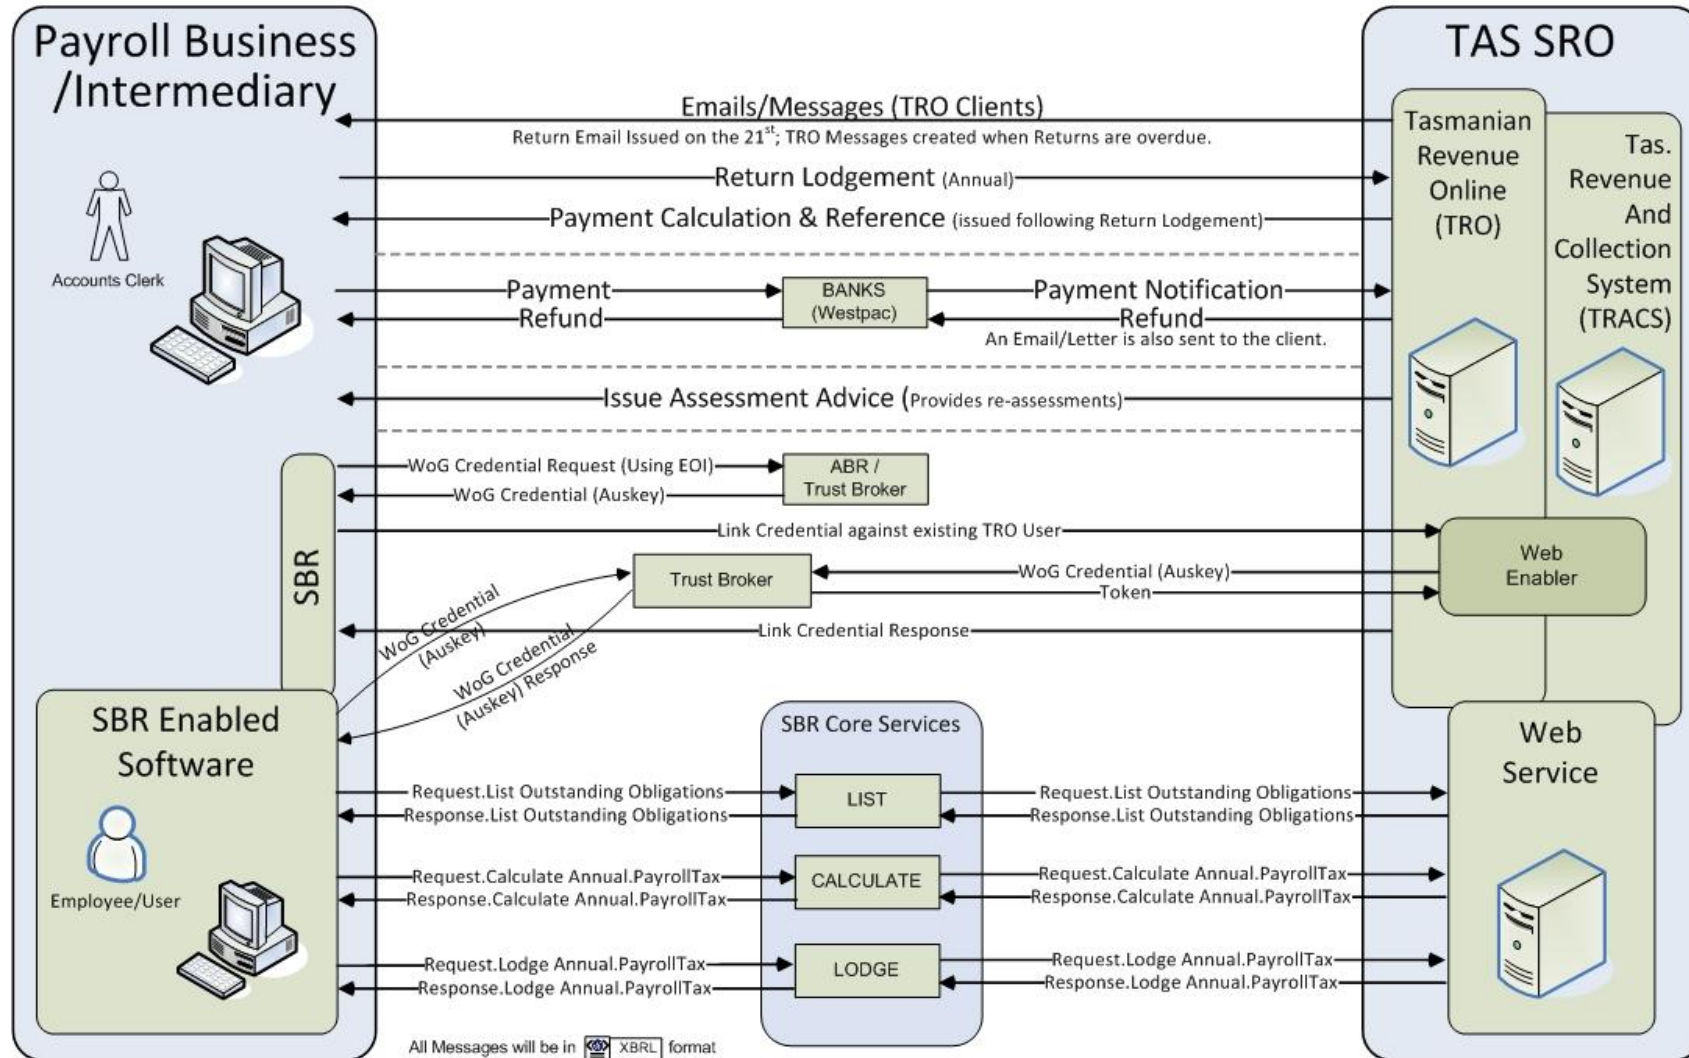 Payroll Business
/Intermediary
TAS SRO
Emails/Messages (TRO Clients)
Return Email Issued on the 21st; TRO Messages created when Returns are overdue.
Return Lodgement (Annual)
Payment Calculation & Reference (issued following Return Lodgement)
Accounts Clerk
Tasmanian
Revenue
Online
(TRO)
Tas.
Revenue
And
Collection
System
(TRACS)
Payment
BANKS
(Westpac)
Payment Notification
Refund
Refund
An Email/Letter is also sent to the client.
Issue Assessment Advice (Provides re-assessments)
SBR
WoG Credential Request (Using EOI)
ABR /
Trust Broker
WoG Credential (Auskey)
Link Credential against existing TRO User
Trust Broker
WoG Credential (Auskey)
Token
Web
Enabler
Link Credential Response
WoG Credential
(Auskey)
WoG Credential
(Auskey) Response
SBR Enabled
Software
Employee/User
SBR Core Services
Web
Service
Request.List Outstanding Obligations
LIST
Request.List Outstanding Obligations
Response.List Outstanding Obligations
Response.List Outstanding Obligations
Request.Calculate Annual.PayrollTax
CALCULATE
Request.Calculate Annual.PayrollTax
Response.Calculate Annual.PayrollTax
Response.Calculate Annual.PayrollTax
Request.Lodge Annual.PayrollTax
LODGE
Request.Lodge Annual.PayrollTax
Response.Lodge Annual.PayrollTax
Response.Lodge Annual.PayrollTax
All Messages will be in XBRL format